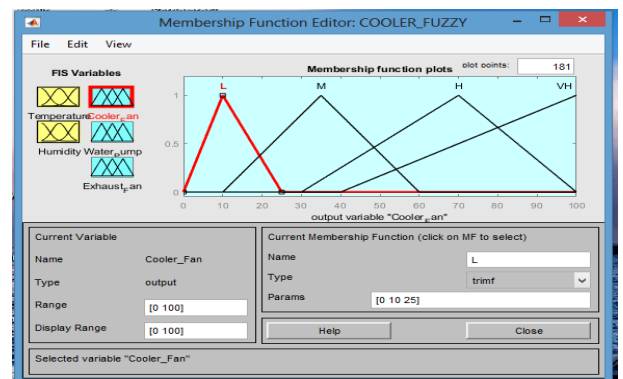 Membership Function Editor: COOLER_FUZZY
File Edit View
FIS Variables
Membership function plots
plot points:
181
Temperature
Cooler_Fan
Humidity
Water_Pump
Exhaust_Fan
L
M
H
VH
1
0.5
0
0 10 20 30 40 50 60 70 80 90 100
output variable "Cooler_Fan"
Current Variable
Name Cooler_Fan
Type output
Range [0 100]
Display Range [0 100]
Current Membership Function (click on MF to select)
Name L
Type trimf
Params [0 10 25]
Help Close
Selected variable "Cooler_Fan"